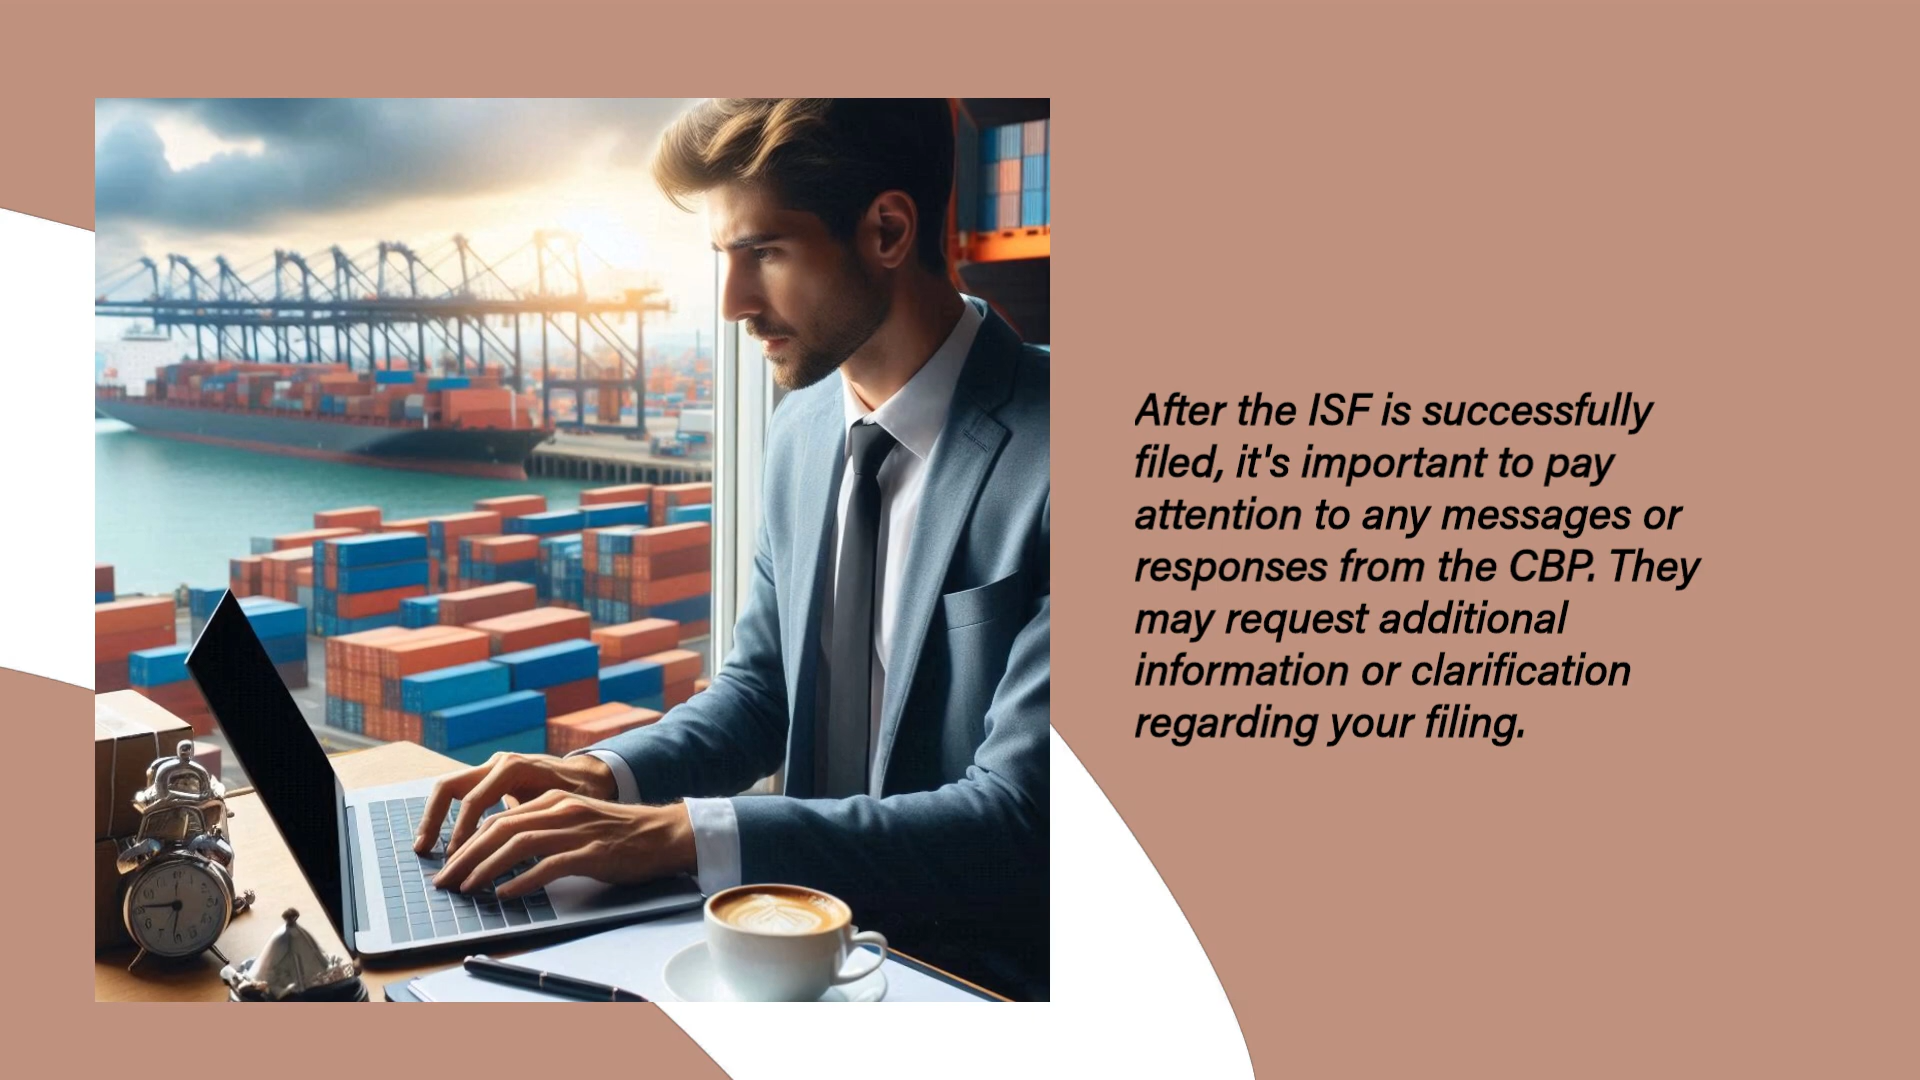 After the ISF is successfully
filed, it's important to pay
attention to any messages or
responses from the CBP. They
may request additional
information or clarification
regarding your filing.